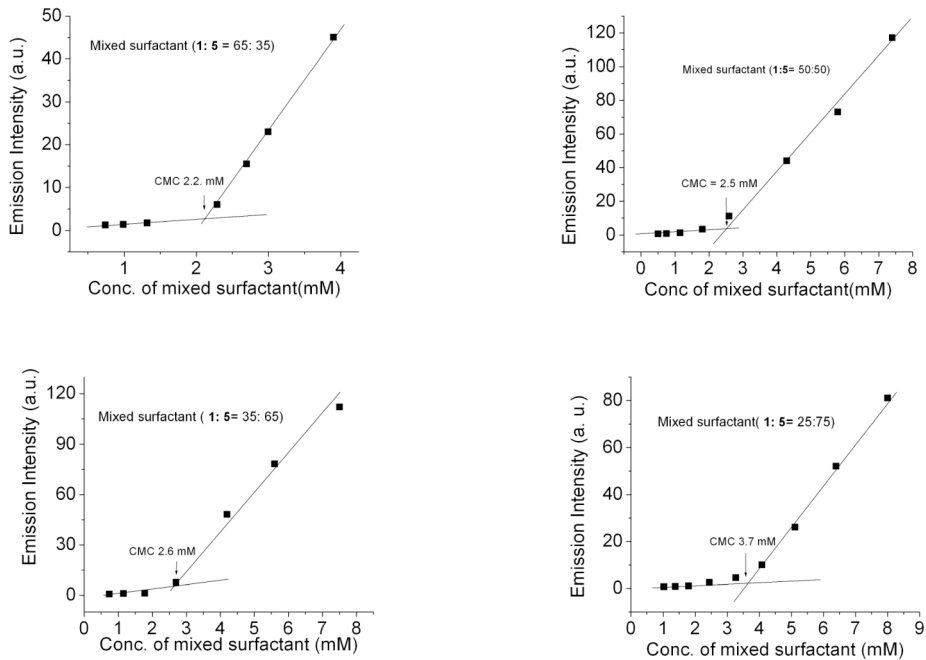 50
40
30
20
10
0
Emission Intensity (a.u.)
Mixed surfactant (1: 5 = 65: 35)
CMC 2.2. mM
1 2 3 4
Conc. of mixed surfactant(mM)
120
100
80
60
40
20
0
Emission Intensity (a.u.)
Mixed surfactant (1:5= 50:50)
CMC = 2.5 mM
0 1 2 3 4 5 6 7 8
Conc of mixed surfactant(mM)
120
90
60
30
0
Emission Intensity (a.u.)
Mixed surfactant ( 1: 5= 35: 65)
CMC 2.6 mM
0 1 2 3 4 5 6 7 8
Conc. of mixed surfactant (mM)
80
60
40
20
0
Emission Intensity (a. u.)
Mixed surfactant( 1: 5= 25:75)
CMC 3.7 mM
0 1 2 3 4 5 6 7 8 9
Conc. of mixed surfactant (mM)